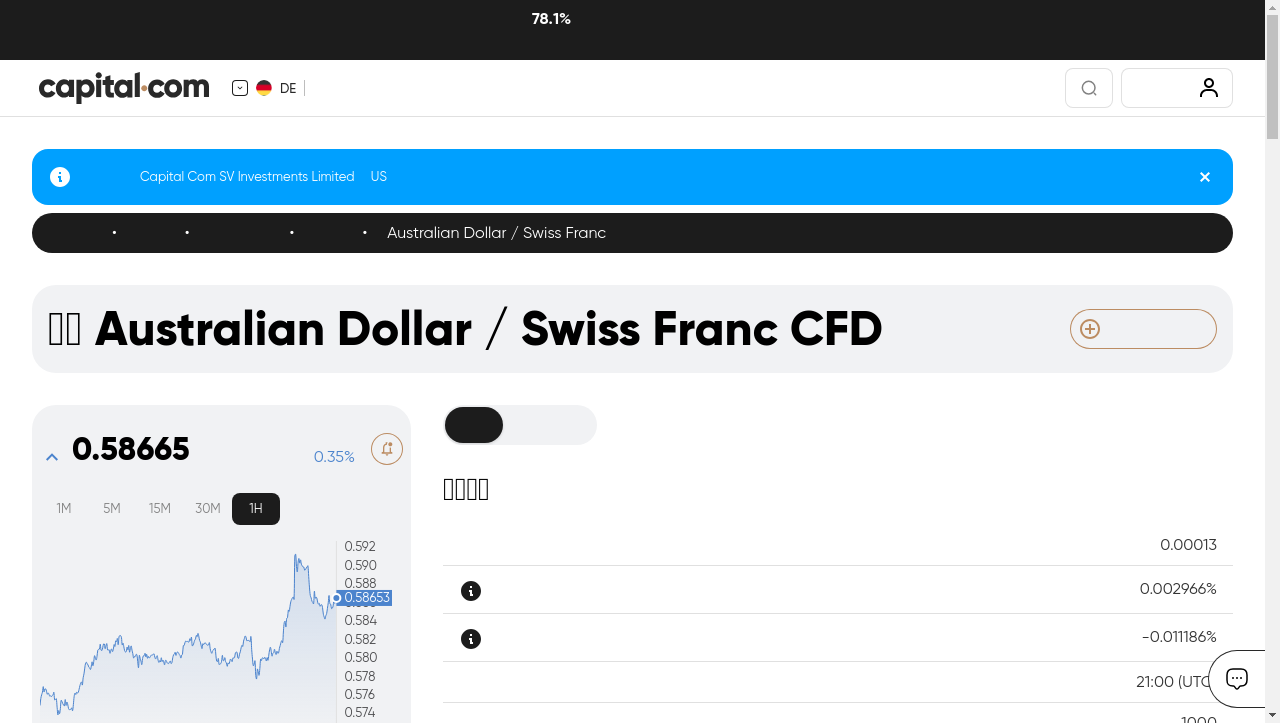 78.1%
capital.com
DE
Capital Com SV Investments Limited US
Australian Dollar / Swiss Franc
Australian Dollar / Swiss Franc CFD
0.58665
0.35%
1M 5M 15M 30M 1H
0.592
0.590
0.588
0.58653
0.584
0.582
0.580
0.578
0.576
0.574
0.00013
0.002966%
-0.011186%
21:00 (UTC
1000